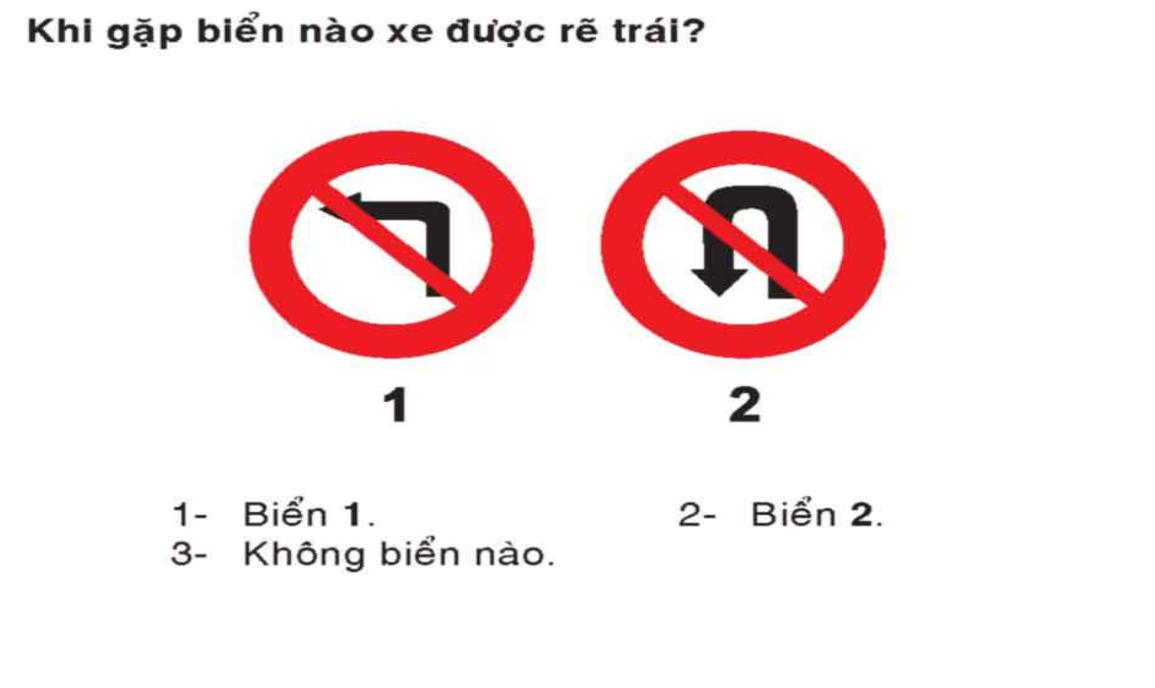 Khi gặp biển nào xe được rẽ trái?
1 2
1- Biển 1. 2- Biển 2.
3- Không biển nào.